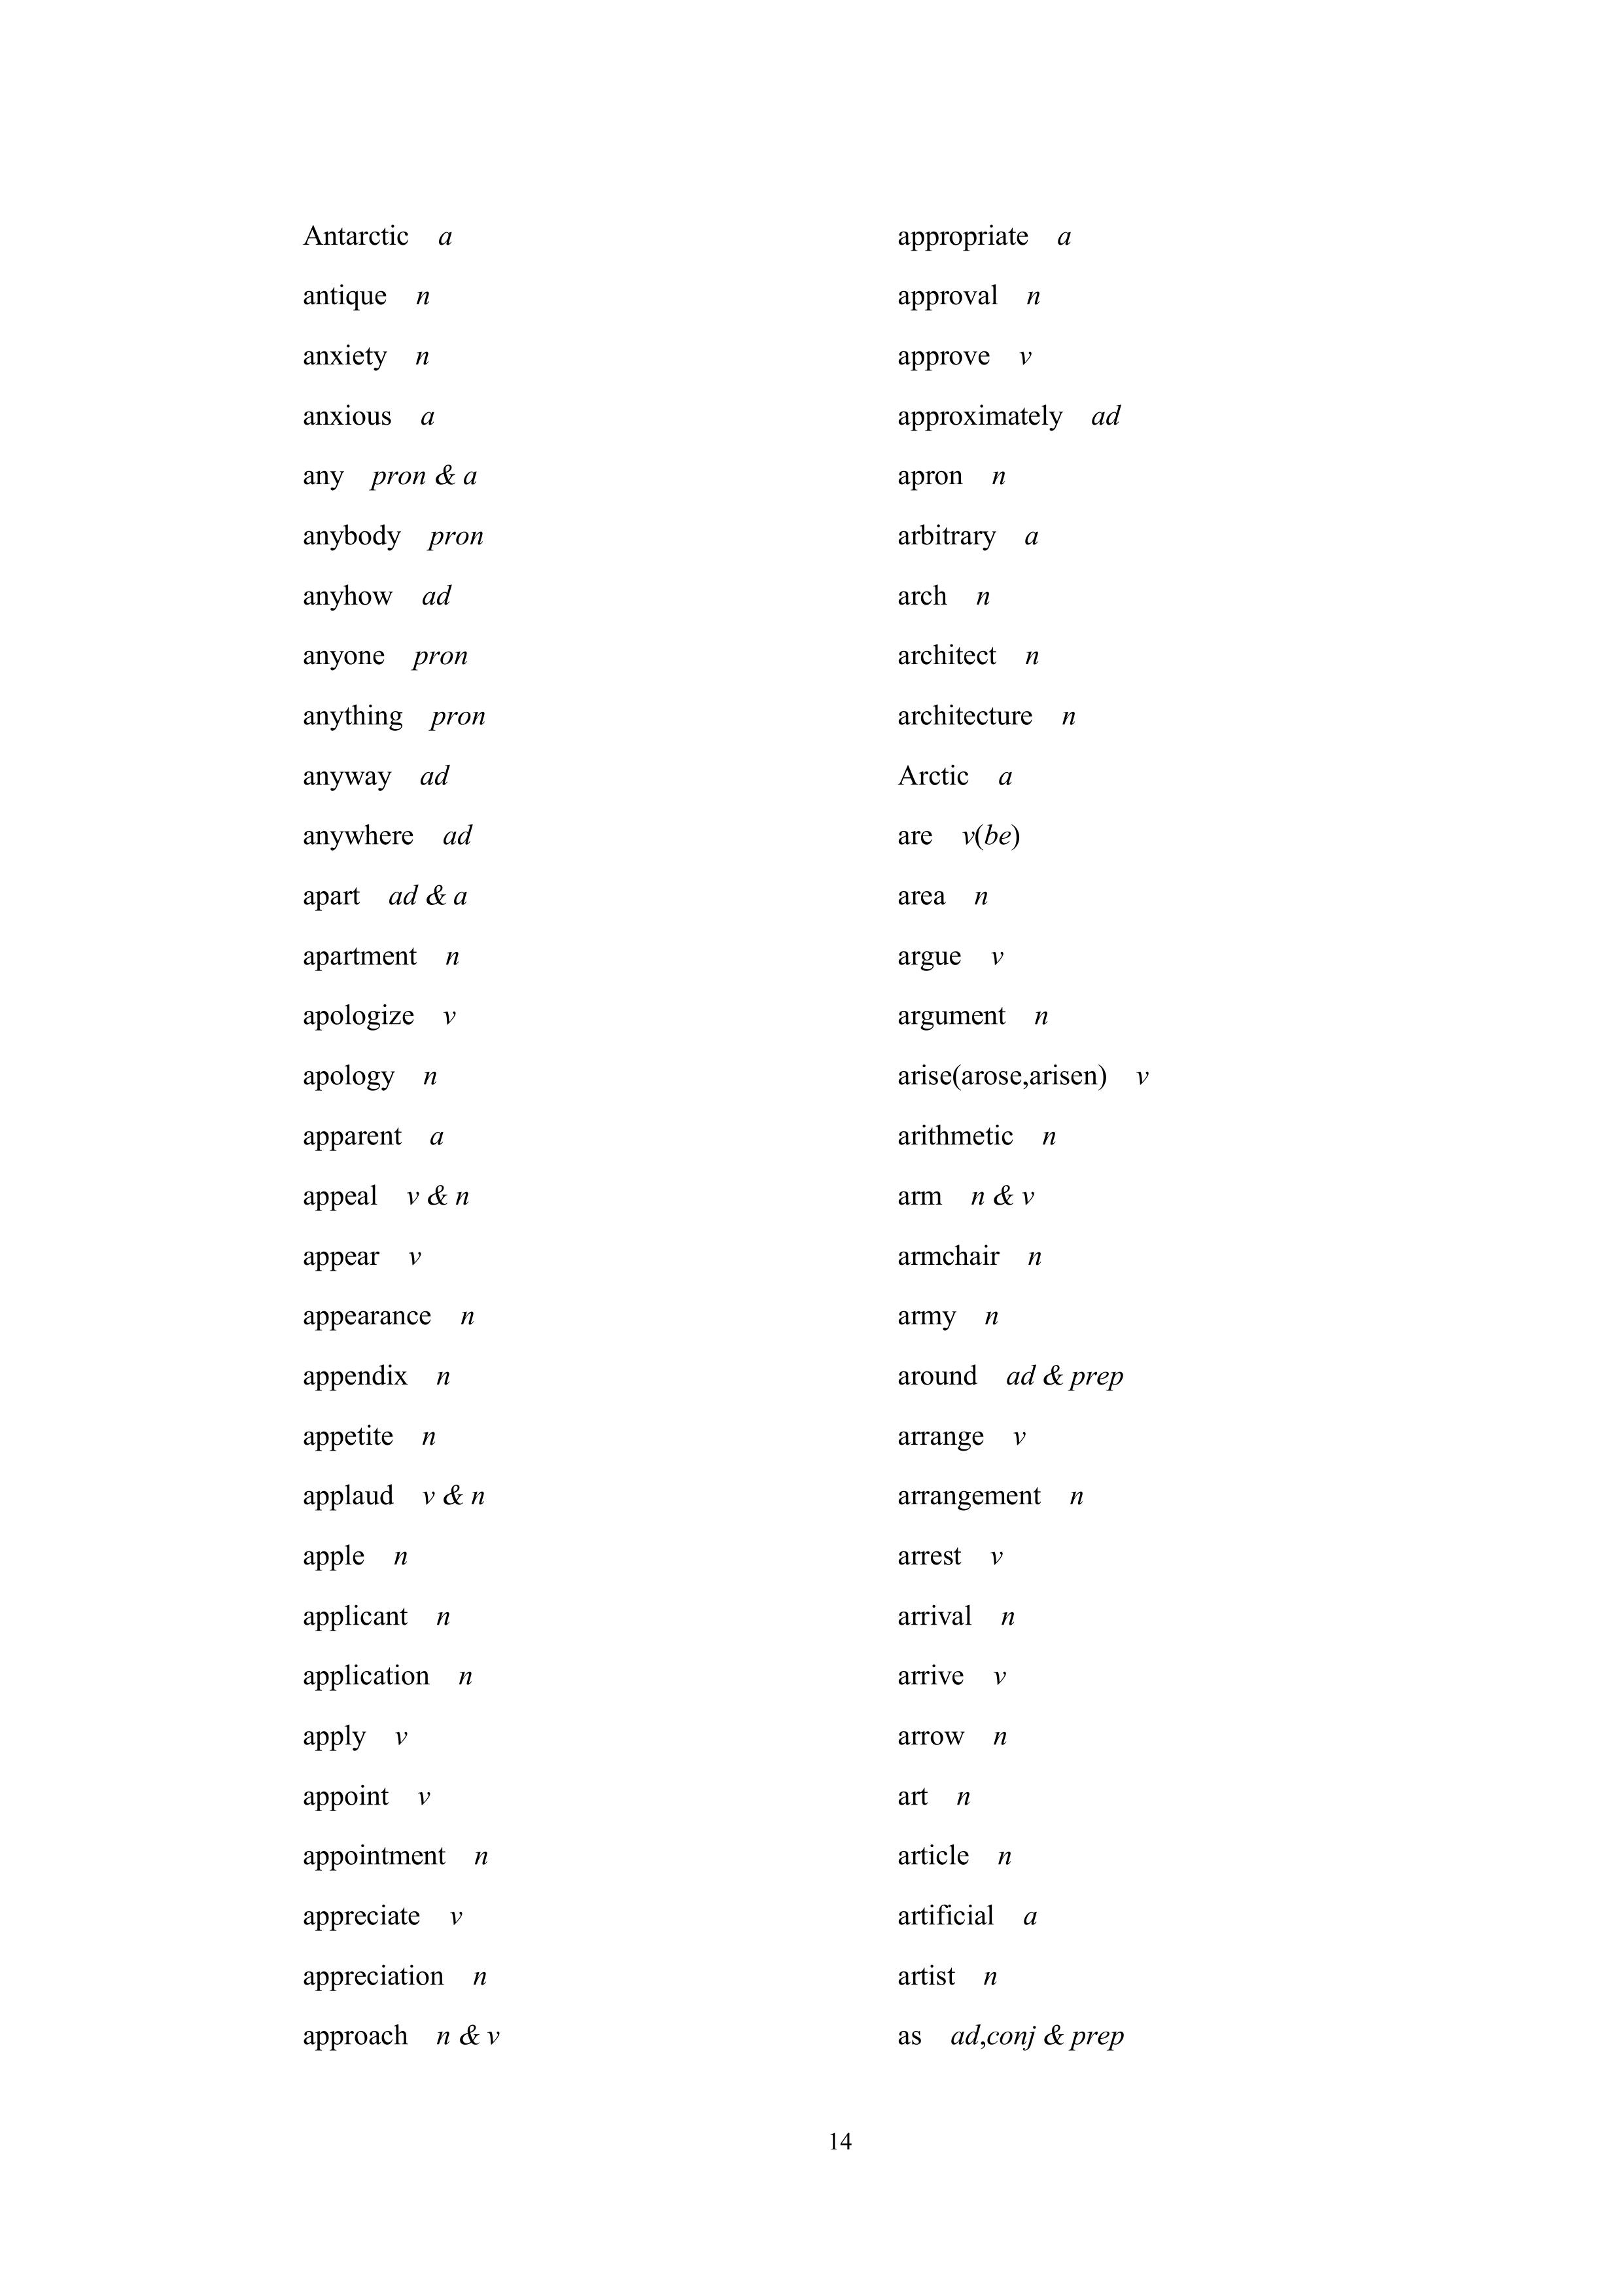 Antarctic a
antique n
anxiety n
anxious a
any pron & a
anybody pron
anyhow ad
anyone pron
anything pron
anyway ad
anywhere ad
apart ad & a
apartment n
apologize v
apology n
apparent a
appeal v & n
appear v
appearance n
appendix n
appetite n
applaud v & n
apple n
applicant n
application n
apply v
appoint v
appointment n
appreciate v
appreciation n
approach n & v
appropriate a
approval n
approve v
approximately ad
apron n
arbitrary a
arch n
architect n
architecture n
Arctic a
are v(be)
area n
argue v
argument n
arise(arose,arisen) v
arithmetic n
arm n & v
armchair n
army n
around ad & prep
arrange v
arrangement n
arrest v
arrival n
arrive v
arrow n
art n
article n
artificial a
artist n
as ad,conj & prep
14